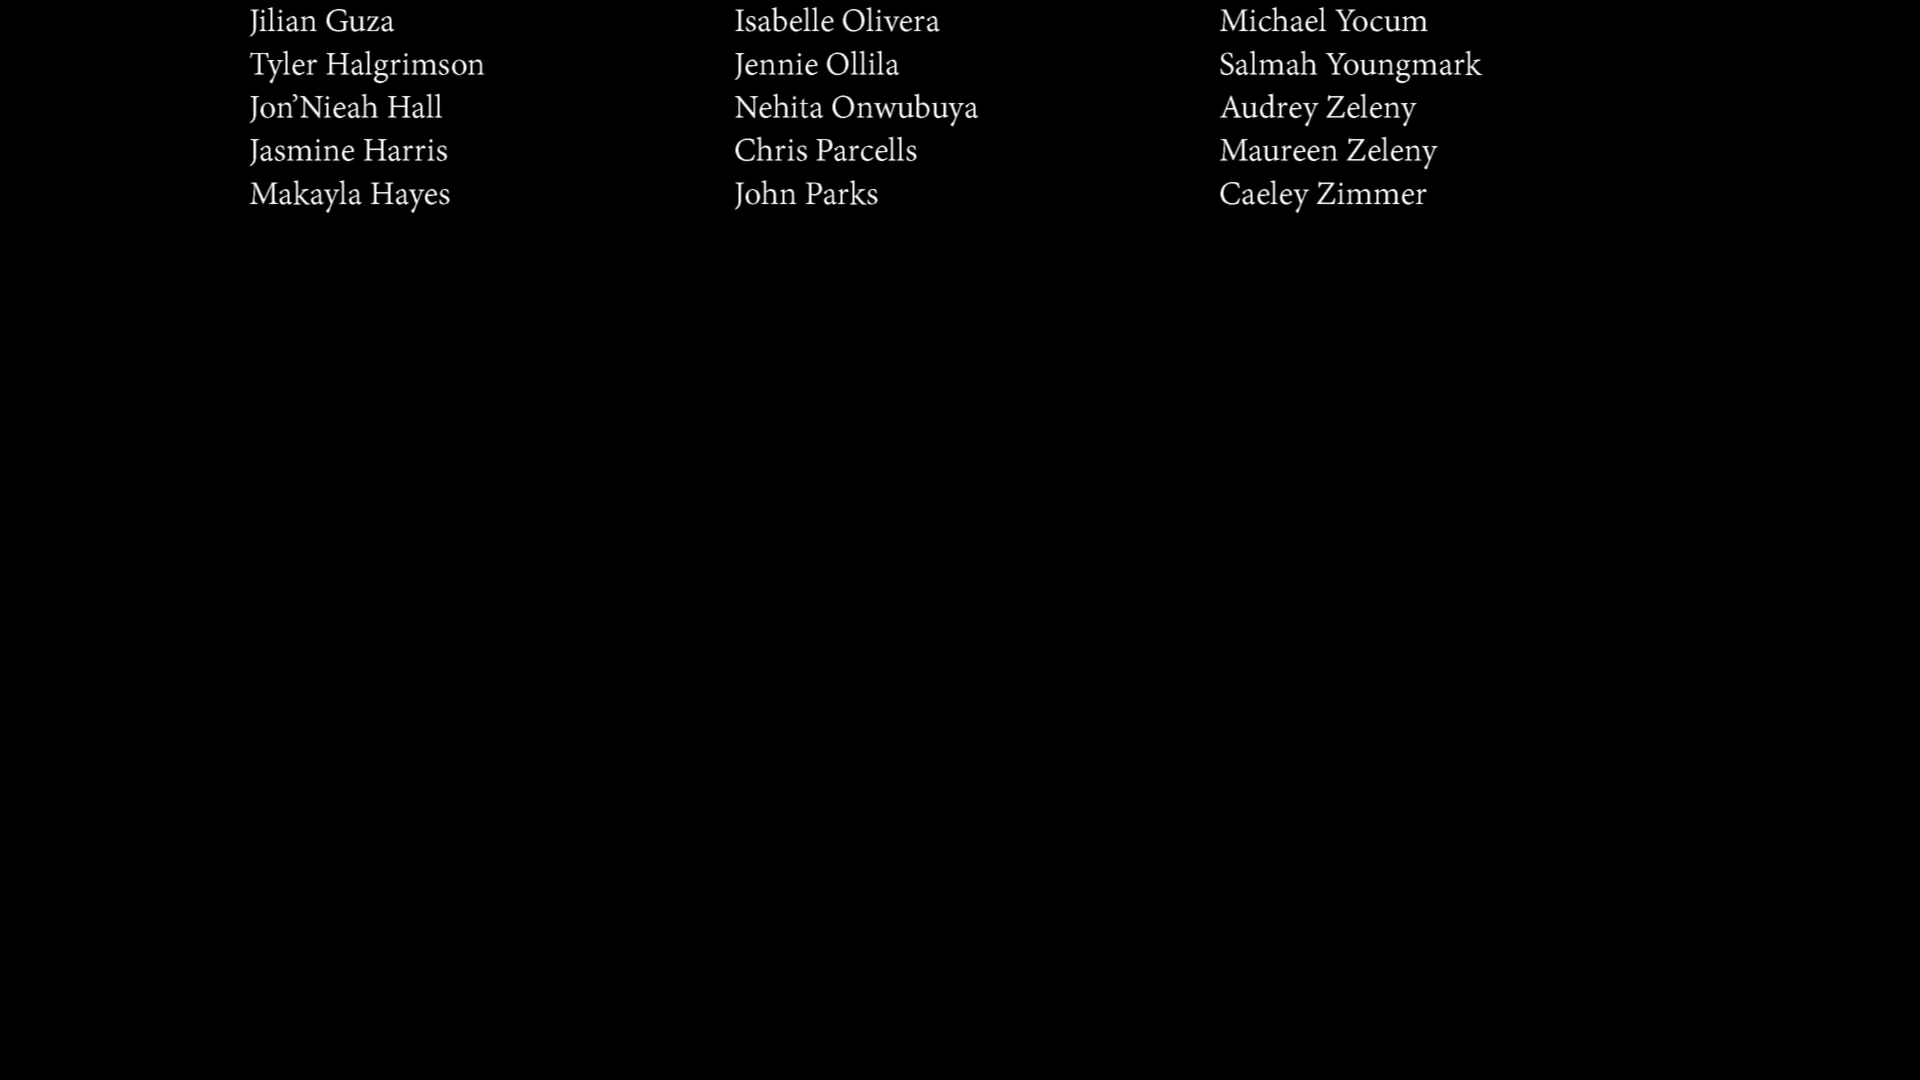 Jilian Guza
Tyler Halgrimson
Jon’Nieah Hall
Jasmine Harris
Makayla Hayes
Isabelle Olivera
Jennie Ollila
Nehita Onwubuya
Chris Parcells
John Parks
Michael Yocum
Salmah Youngmark
Audrey Zeleny
Maureen Zeleny
Caeley Zimmer